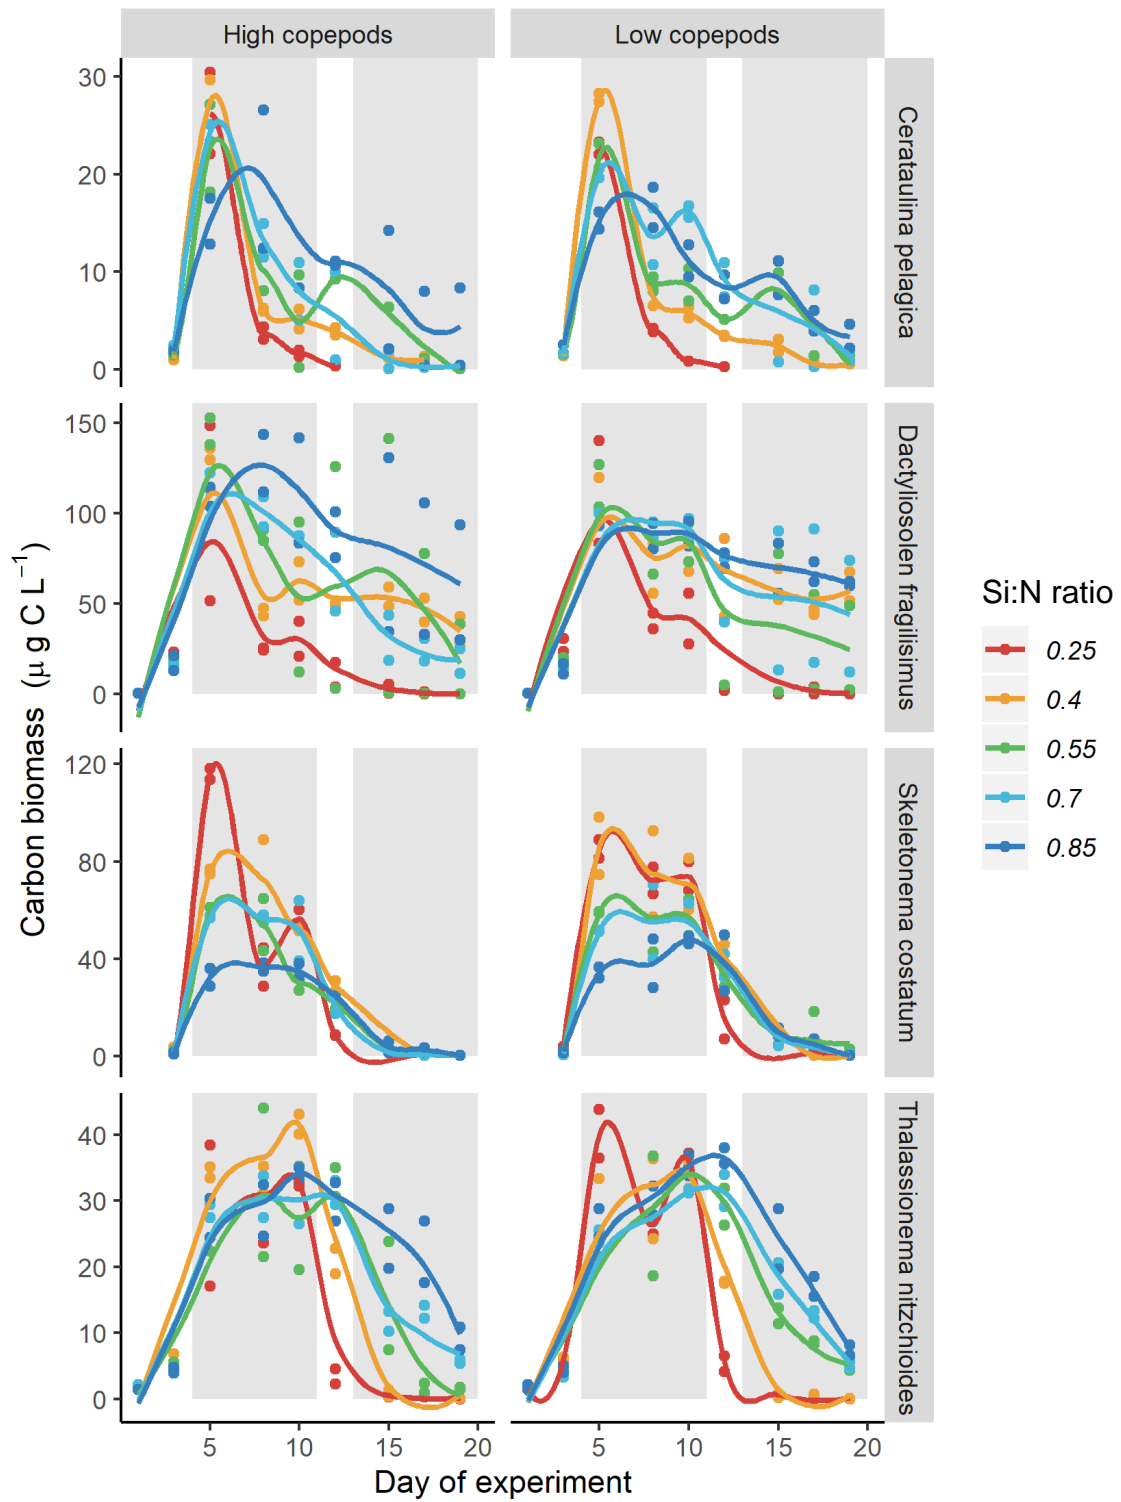 High copepods
Low copepods
30
20
10
0
Cerataulina pelagica
150
100
50
0
Dactyliosolen fragilisimus
120
80
40
0
Skeletonema costatum
40
30
20
10
0
Thalassionema nitzchioides
5 10 15 20
5 10 15 20
Day of experiment
Carbon biomass (μ g C L⁻¹)
Si:N ratio
0.25
0.4
0.55
0.7
0.85